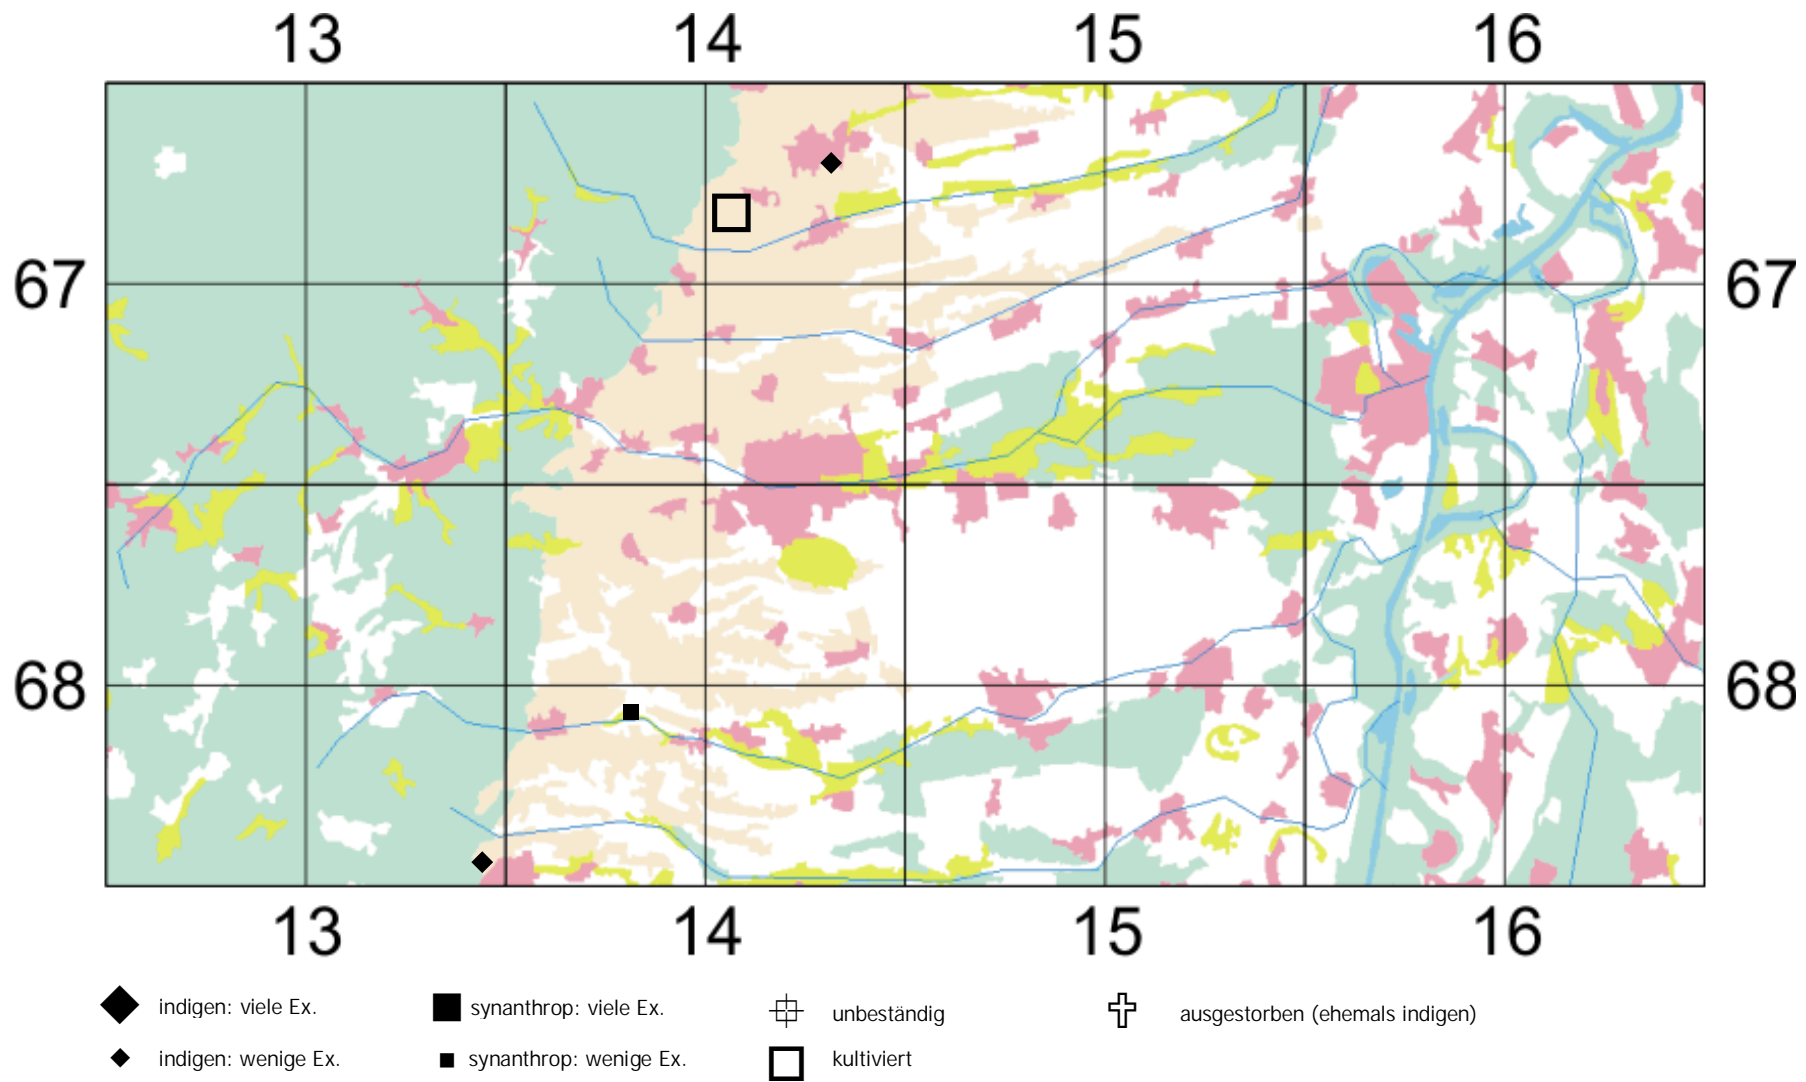 13 14 15 16
67 67
68 68
13 14 15 16
indigen: viele Ex. synanthrop: viele Ex. unbeständig ausgestorben (ehemals indigen)
indigen: wenige Ex. synanthrop: wenige Ex. kultiviert